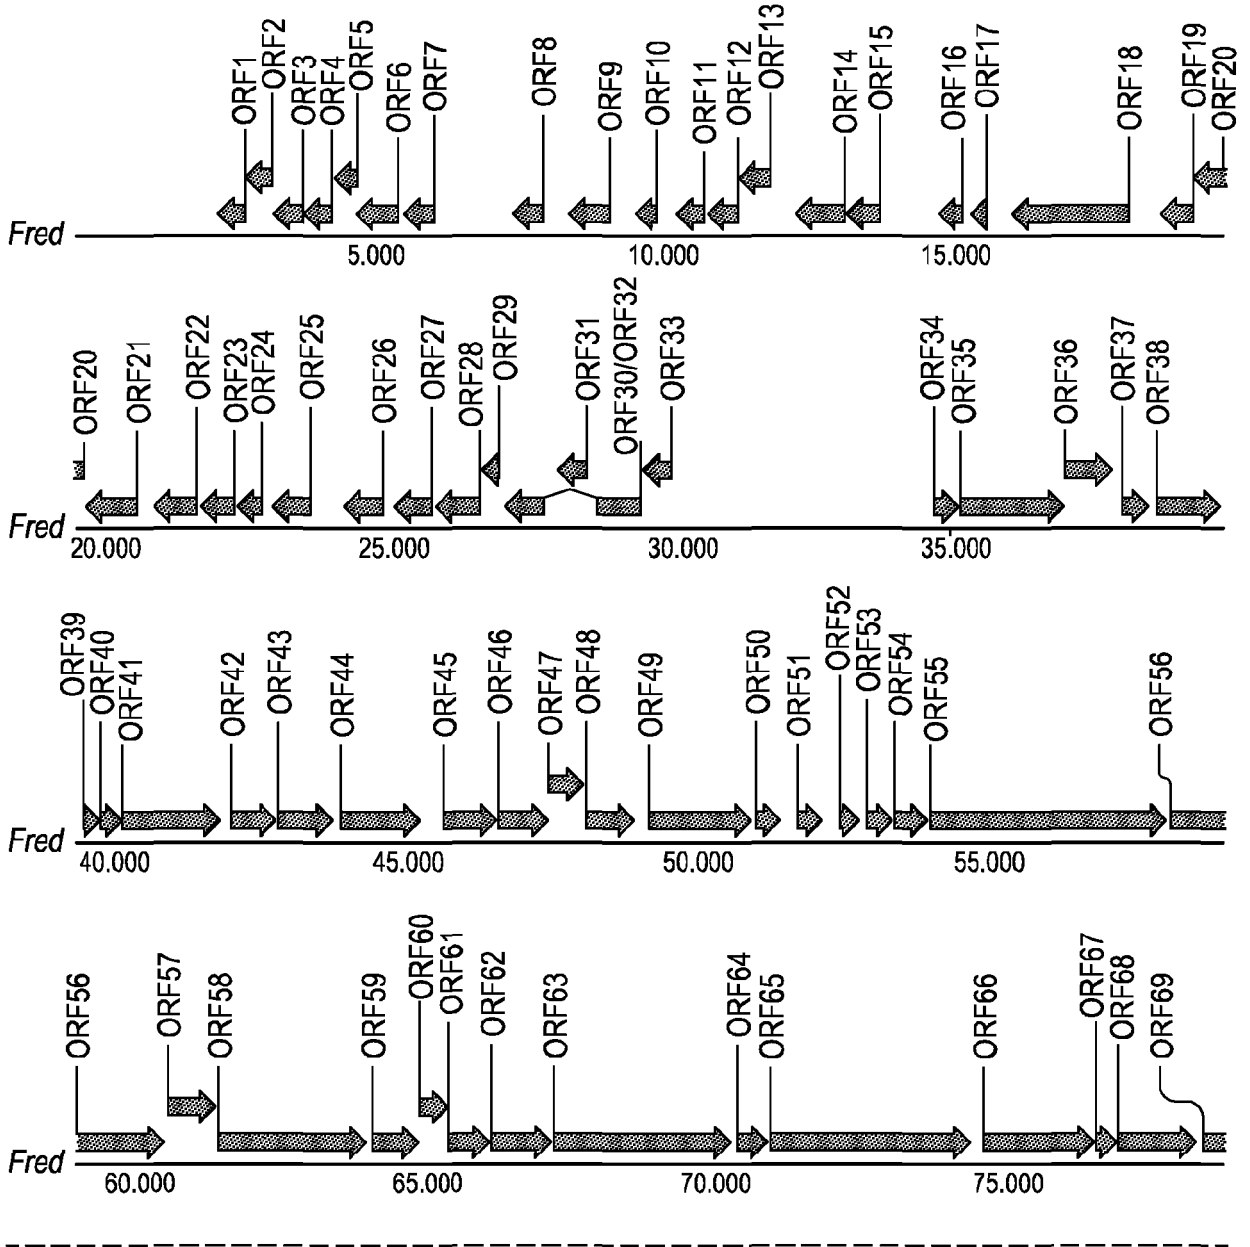 ORF1 ORF2 ORF3 ORF4 ORF5 ORF6 ORF7 ORF8 ORF9 ORF10 ORF11 ORF12 ORF13 ORF14 ORF15 ORF16 ORF17 ORF18 ORF19 ORF20
Fred
5.000 10.000 15.000
ORF20 ORF21 ORF22 ORF23 ORF24 ORF25 ORF26 ORF27 ORF28 ORF29 ORF31 ORF30/ORF32 ORF33 ORF34 ORF35 ORF36 ORF37 ORF38
Fred
20.000 25.000 30.000 35.000
ORF39 ORF40 ORF41 ORF42 ORF43 ORF44 ORF45 ORF46 ORF47 ORF48 ORF49 ORF50 ORF51 ORF52 ORF53 ORF54 ORF55 ORF56
Fred
40.000 45.000 50.000 55.000
ORF56 ORF57 ORF58 ORF59 ORF60 ORF61 ORF62 ORF63 ORF64 ORF65 ORF66 ORF67 ORF68 ORF69
Fred
60.000 65.000 70.000 75.000